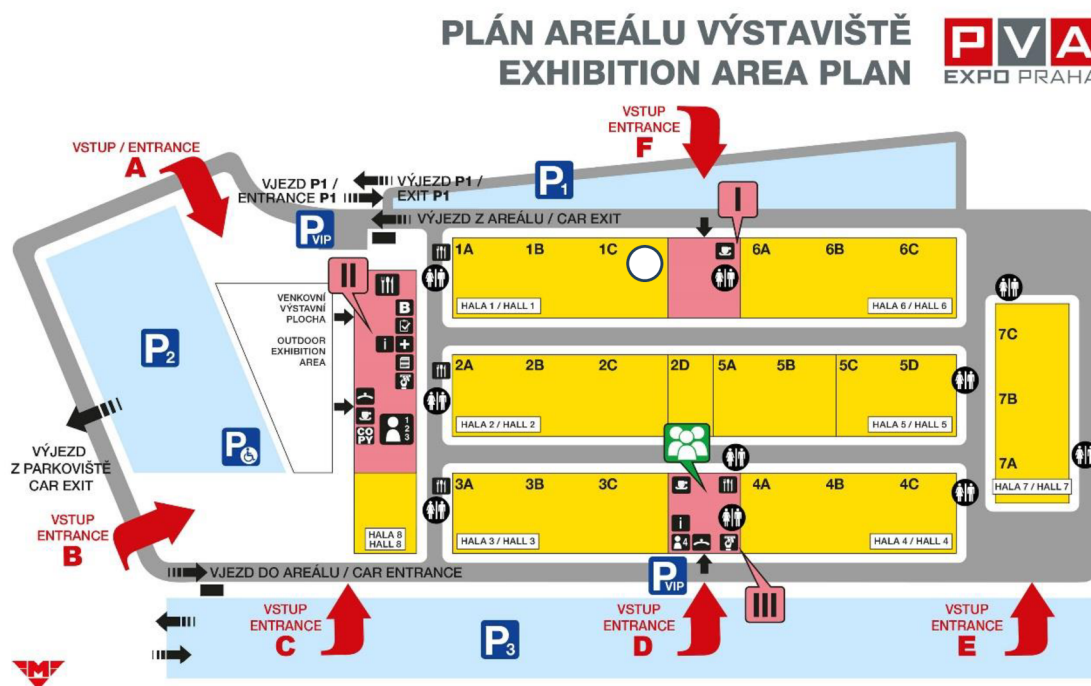 PLÁN AREÁLU VÝSTAVIŠTĚ
EXHIBITION AREA PLAN
PVA
EXPO PRAHA
VSTUP / ENTRANCE
A
VSTUP
ENTRANCE
F
VJEZD P1 /
ENTRANCE P1
VÝJEZD P1 /
EXIT P1
P1
P VIP
VÝJEZD Z AREÁLU / CAR EXIT
I
1A 1B 1C
6A 6B 6C
HALA 1 / HALL 1
HALA 6 / HALL 6
II
VENKOVNÍ
VÝSTAVNÍ
PLOCHA
OUTDOOR
EXHIBITION
AREA
B
i
COPY
1
2
3
P2
P
2A 2B 2C 2D 5A 5B 5C 5D
HALA 2 / HALL 2
HALA 5 / HALL 5
7C
7B
7A
HALA 7 / HALL 7
VÝJEZD
Z PARKOVIŠTĚ
CAR EXIT
3A 3B 3C
4A 4B 4C
i
4
HALA 3 / HALL 3
HALA 4 / HALL 4
HALA 8
HALL 8
VSTUP
ENTRANCE
B
VJEZD DO AREÁLU / CAR ENTRANCE
P VIP
III
VSTUP
ENTRANCE
C
P3
VSTUP
ENTRANCE
D
VSTUP
ENTRANCE
E
M